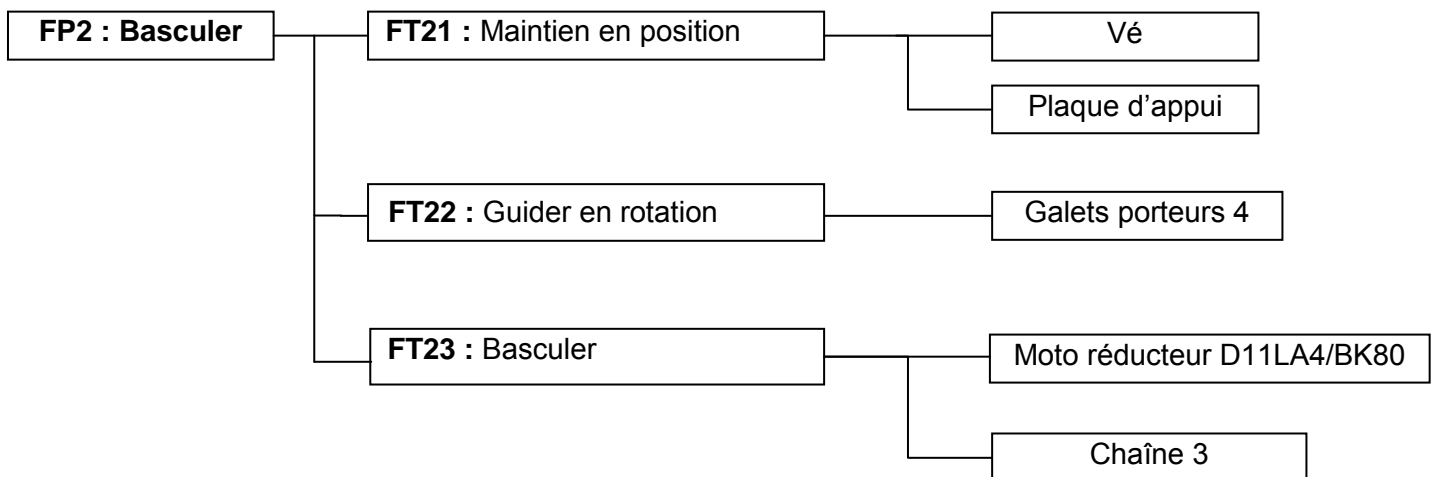 FP2 : Basculer
FT21 : Maintien en position
Vé
Plaque d’appui
FT22 : Guider en rotation
Galets porteurs 4
FT23 : Basculer
Moto réducteur D11LA4/BK80
Chaîne 3